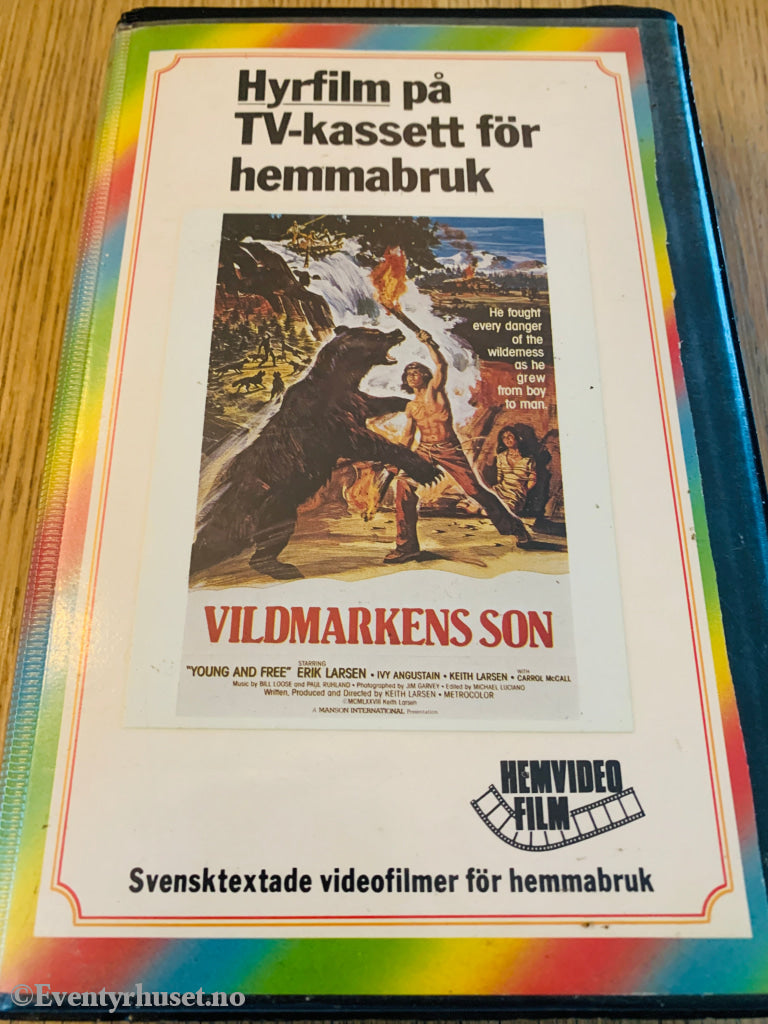 Hyrfilm på
TV-kassett för
hemmabruk
He fought
every danger
of the
wilderness
as he
grew
from boy
to man.
VILDMARKENS SON
STARRING WITH
"YOUNG AND FREE" ERIK LARSEN • IVY ANGUSTAIN • KEITH LARSEN • CARROL McCALL
Music by BILL LOOSE and PAUL RUHLAND • Photographed by JIM GARVEY • Edited by MICHAEL LUCIANO
Written, Produced and Directed by KEITH LARSEN • METROCOLOR
©MCMLXXVIII Keith Larsen
A MANSON INTERNATIONAL Presentation.
HEMVIDEO
FILM
Svensktextade videofilmer för hemmabruk
©Eventyrhuset.no